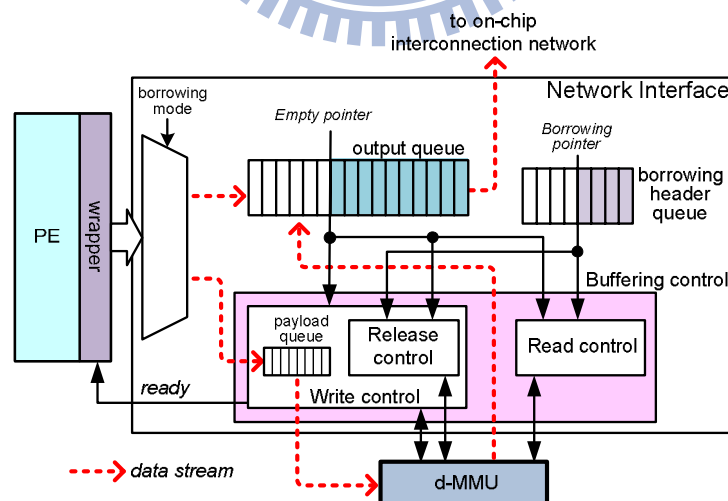 to on-chip
interconnection network
Network Interface
borrowing
mode
Empty pointer
Borrowing
pointer
output queue
borrowing
header
queue
PE
wrapper
Buffering control
payload
queue
Release
control
Read control
Write control
ready
data stream
d-MMU